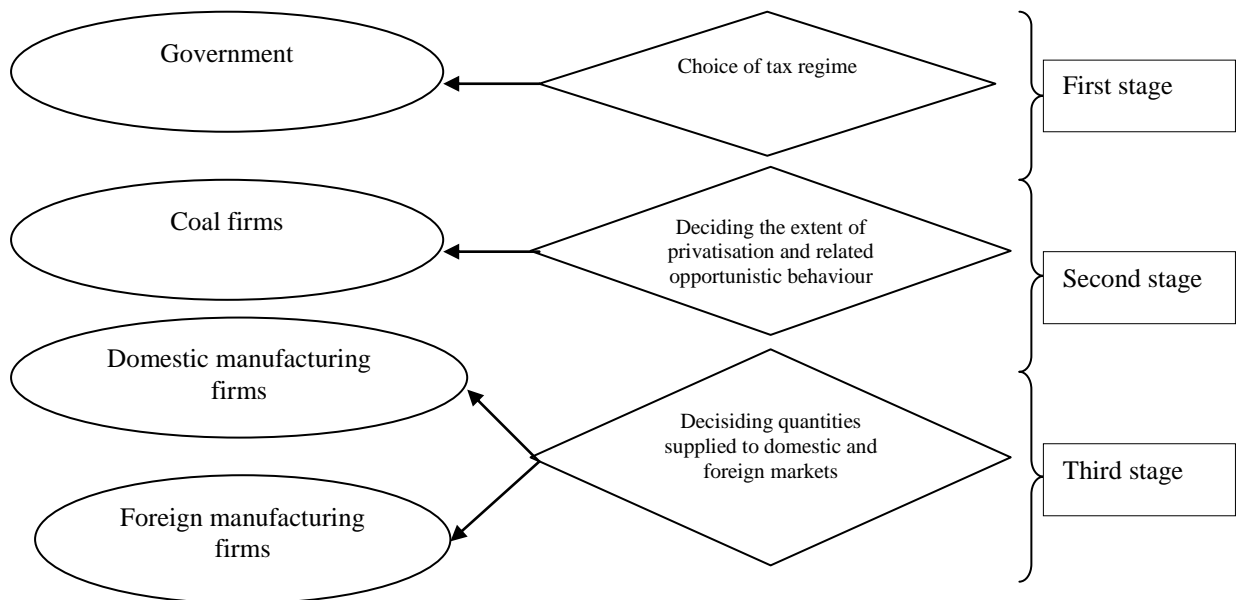 Government
Choice of tax regime
First stage
Coal firms
Deciding the extent of
privatisation and related
opportunistic behaviour
Second stage
Domestic manufacturing
firms
Decisiding quantities
supplied to domestic and
foreign markets
Third stage
Foreign manufacturing
firms